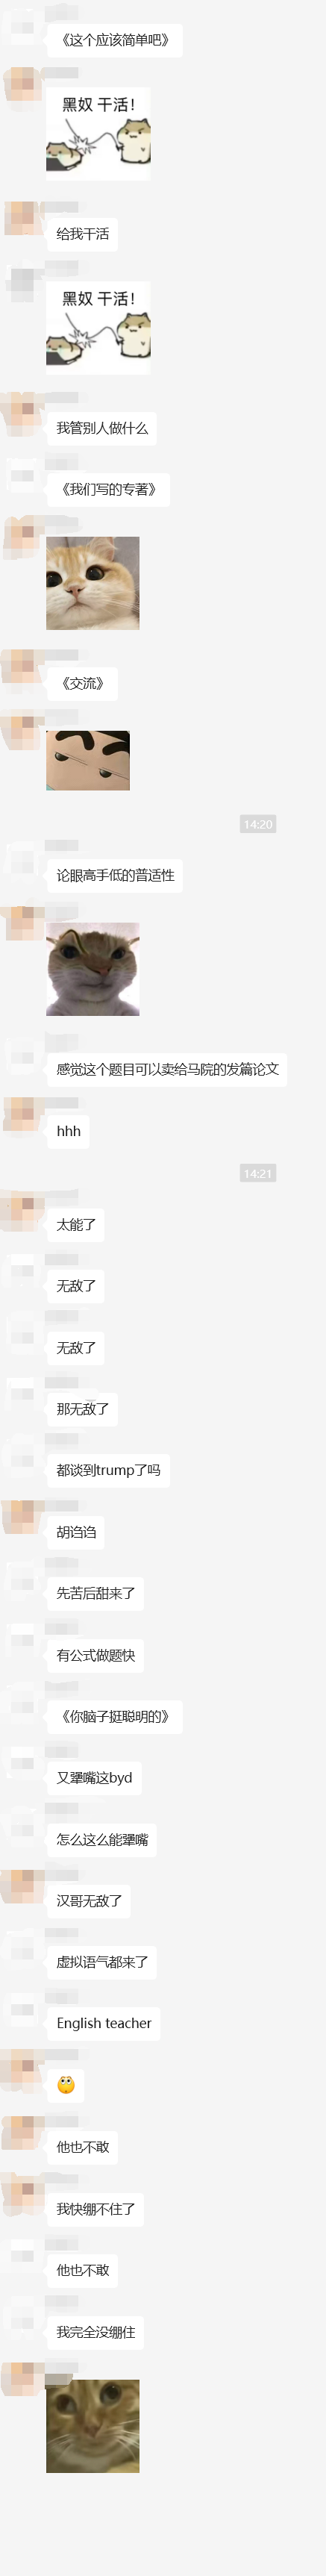 《这个应该简单吧》
黑奴 干活！
给我干活
黑奴 干活！
我管别人做什么
《我们写的专著》
《交流》
14:20
论眼高手低的普适性
感觉这个题目可以卖给马院的发篇论文
hhh
14:21
太能了
无敌了
无敌了
那无敌了
都谈到trump了吗
胡诌诌
先苦后甜来了
有公式做题快
《你脑子挺聪明的》
又犟嘴这byd
怎么这么能犟嘴
汉哥无敌了
虚拟语气都来了
English teacher
他也不敢
我快绷不住了
他也不敢
我完全没绷住